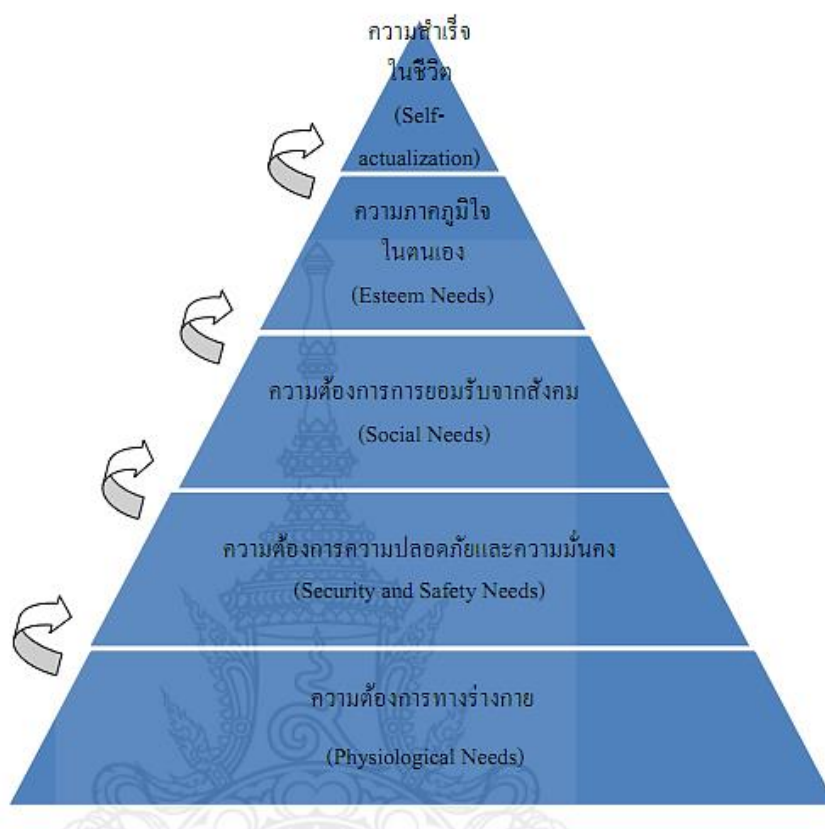 ความสำเร็จ
ในชีวิต
(Self-
actualization)
ความภาคภูมิใจ
ในตนเอง
(Esteem Needs)
ความต้องการการยอมรับจากสังคม
(Social Needs)
ความต้องการความปลอดภัยและความมั่นคง
(Security and Safety Needs)
ความต้องการทางร่างกาย
(Physiological Needs)